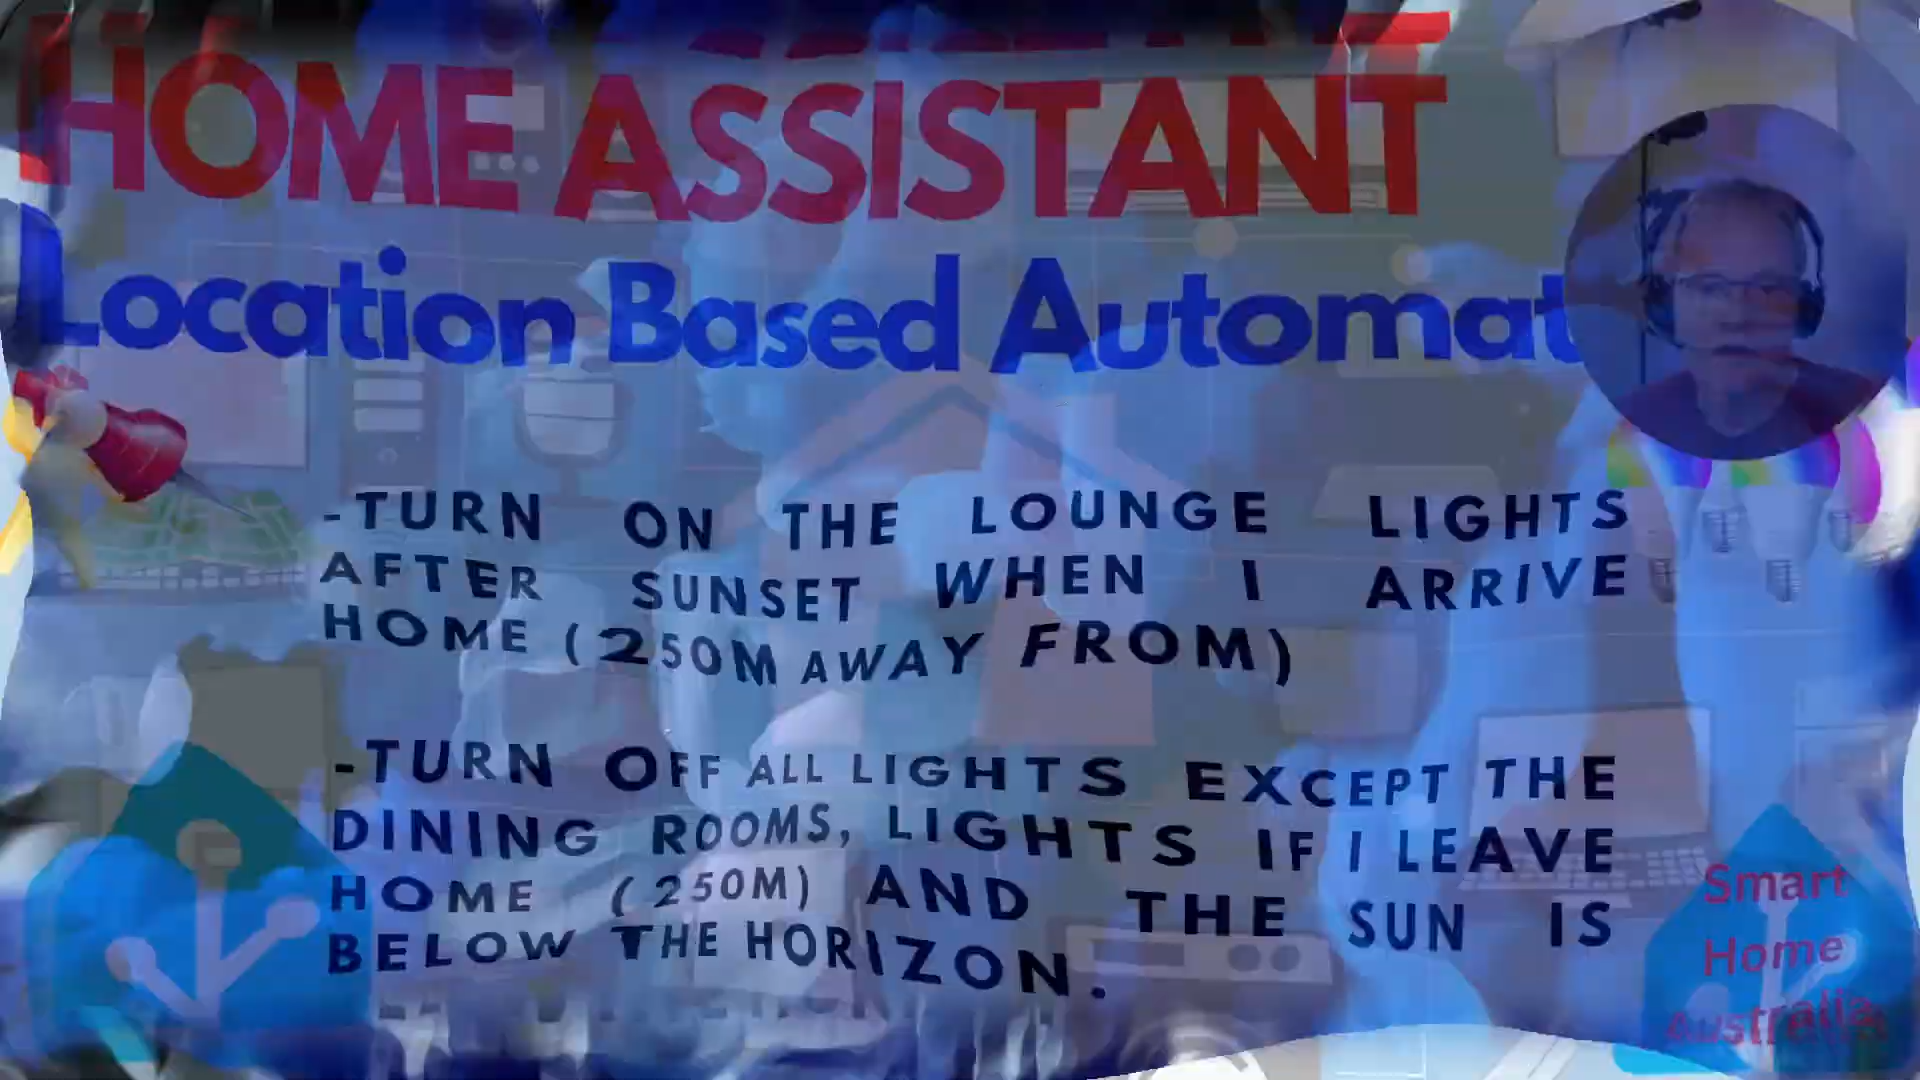 HOME ASSISTANT
Location Based Automat
-TURN ON THE LOUNGE LIGHTS
AFTER SUNSET WHEN I ARRIVE
HOME (250M AWAY FROM)
-TURN OFF ALL LIGHTS EXCEPT THE
DINING ROOMS, LIGHTS IF I LEAVE
HOME (250M) AND THE SUN IS
BELOW THE HORIZON.
Smart
Home
Australia